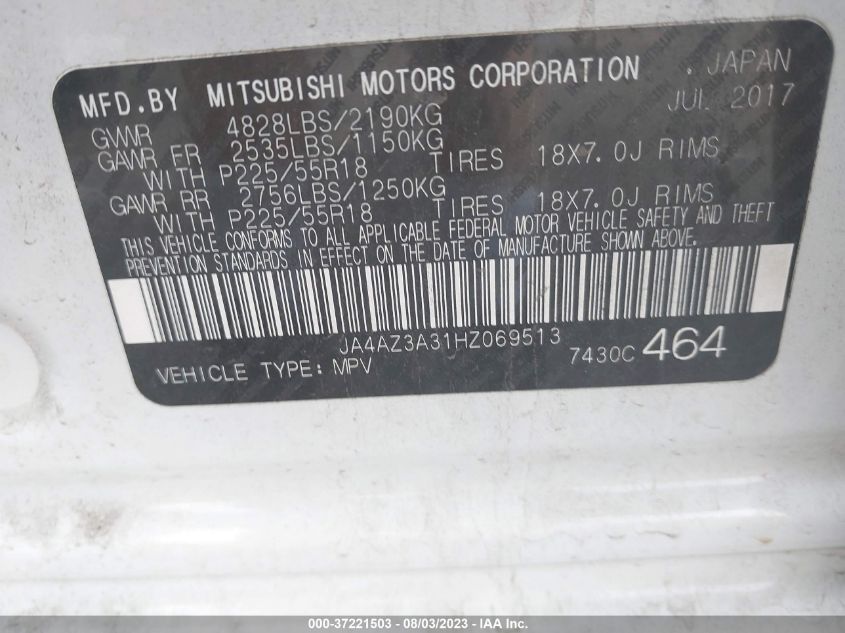 MFD.BY MITSUBISHI MOTORS CORPORATION . JAPAN
GVWR 4828LBS/2190KG JUL 2017
GAWR FR 2535LBS/1150KG
WITH P225/55R18 TIRES 18X7.0J RIMS
GAWR RR 2756LBS/1250KG
WITH P225/55R18 TIRES 18X7.0J RIMS
THIS VEHICLE CONFORMS TO ALL APPLICABLE FEDERAL MOTOR VEHICLE SAFETY AND THEFT
PREVENTION STANDARDS IN EFFECT ON THE DATE OF MANUFACTURE SHOWN ABOVE.
JA4AZ3A31HZ069513
VEHICLE TYPE: MPV 7430C 464
000-37221503 - 08/03/2023 - IAA Inc.